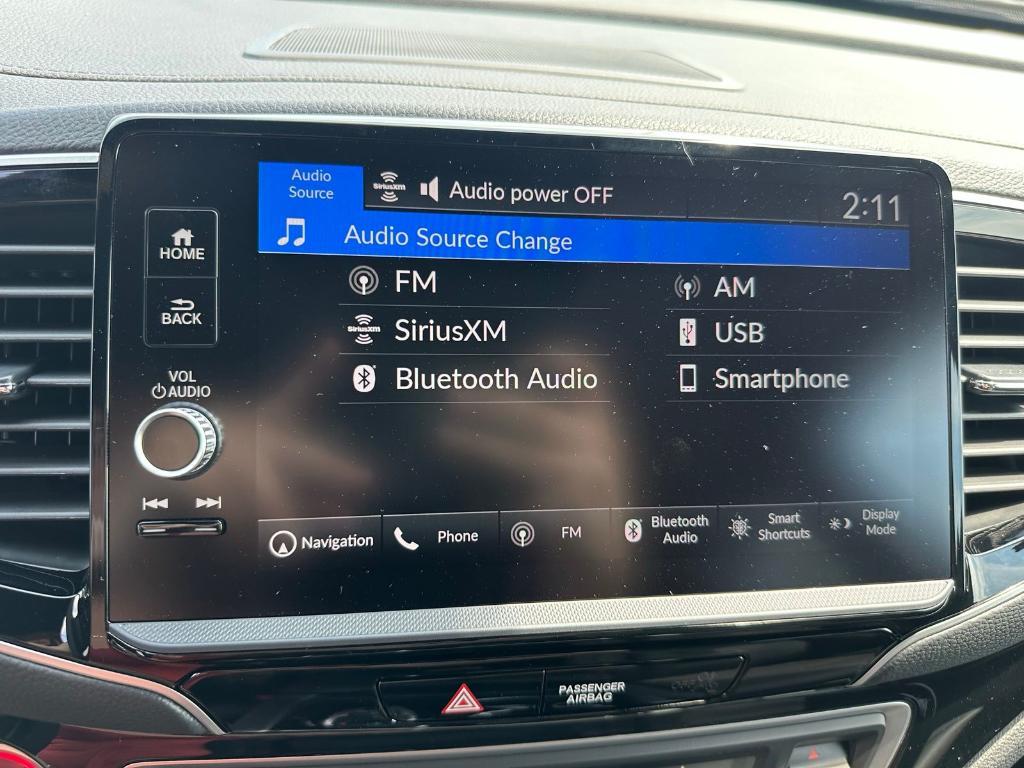 Audio
Source
SiriusXM
Audio power OFF
2:11
Audio Source Change
HOME
BACK
VOL
AUDIO
FM
AM
SiriusXM
SiriusXM
USB
Bluetooth Audio
Smartphone
Navigation
Phone
FM
Bluetooth
Audio
Smart
Shortcuts
Display
Mode
PASSENGER
AIRBAG